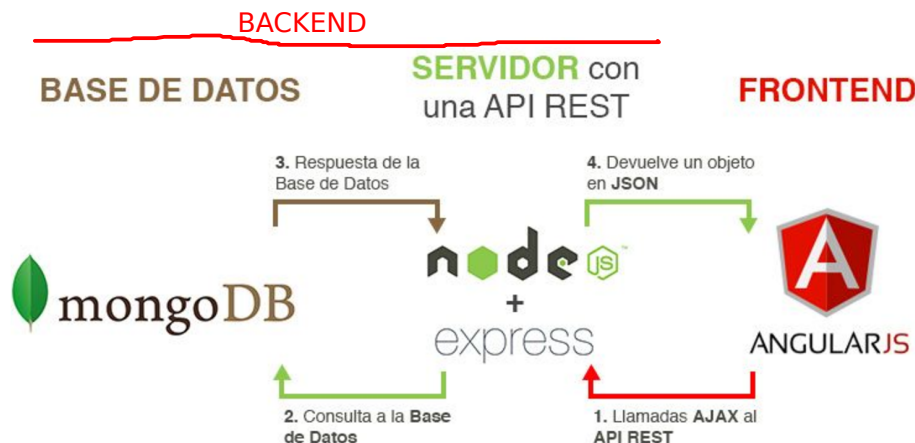 BACKEND
BASE DE DATOS
SERVIDOR con
una API REST
FRONTEND
3. Respuesta de la
Base de Datos
4. Devuelve un objeto
en JSON
mongoDB
node JS™
+
express
A
ANGULARJS
2. Consulta a la Base
de Datos
1. Llamadas AJAX al
API REST